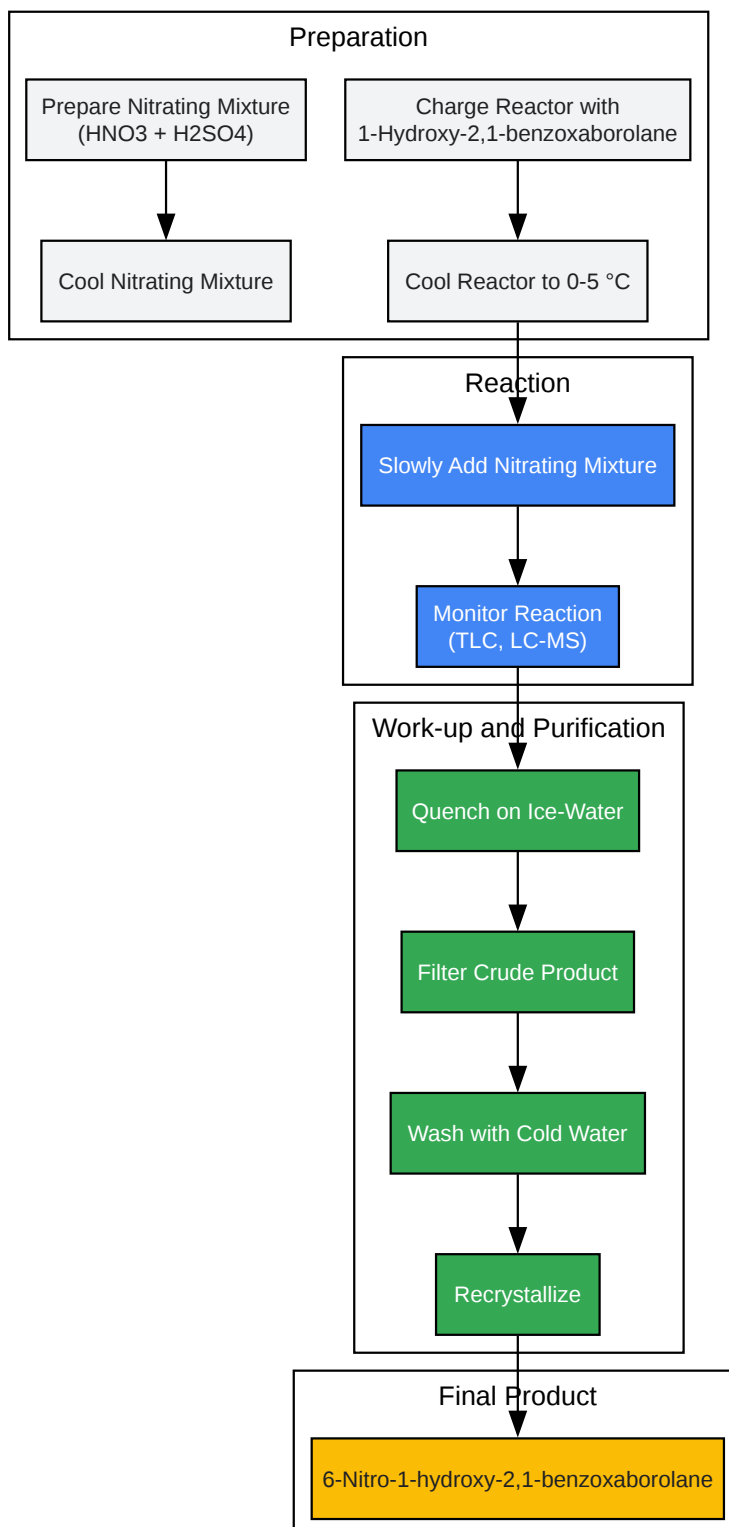 Preparation
Prepare Nitrating Mixture
(HNO3 + H2SO4)
Charge Reactor with
1-Hydroxy-2,1-benzoxaborolane
Cool Nitrating Mixture
Cool Reactor to 0-5 °C
Reaction
Slowly Add Nitrating Mixture
Monitor Reaction
(TLC, LC-MS)
Work-up and Purification
Quench on Ice-Water
Filter Crude Product
Wash with Cold Water
Recrystallize
Final Product
6-Nitro-1-hydroxy-2,1-benzoxaborolane